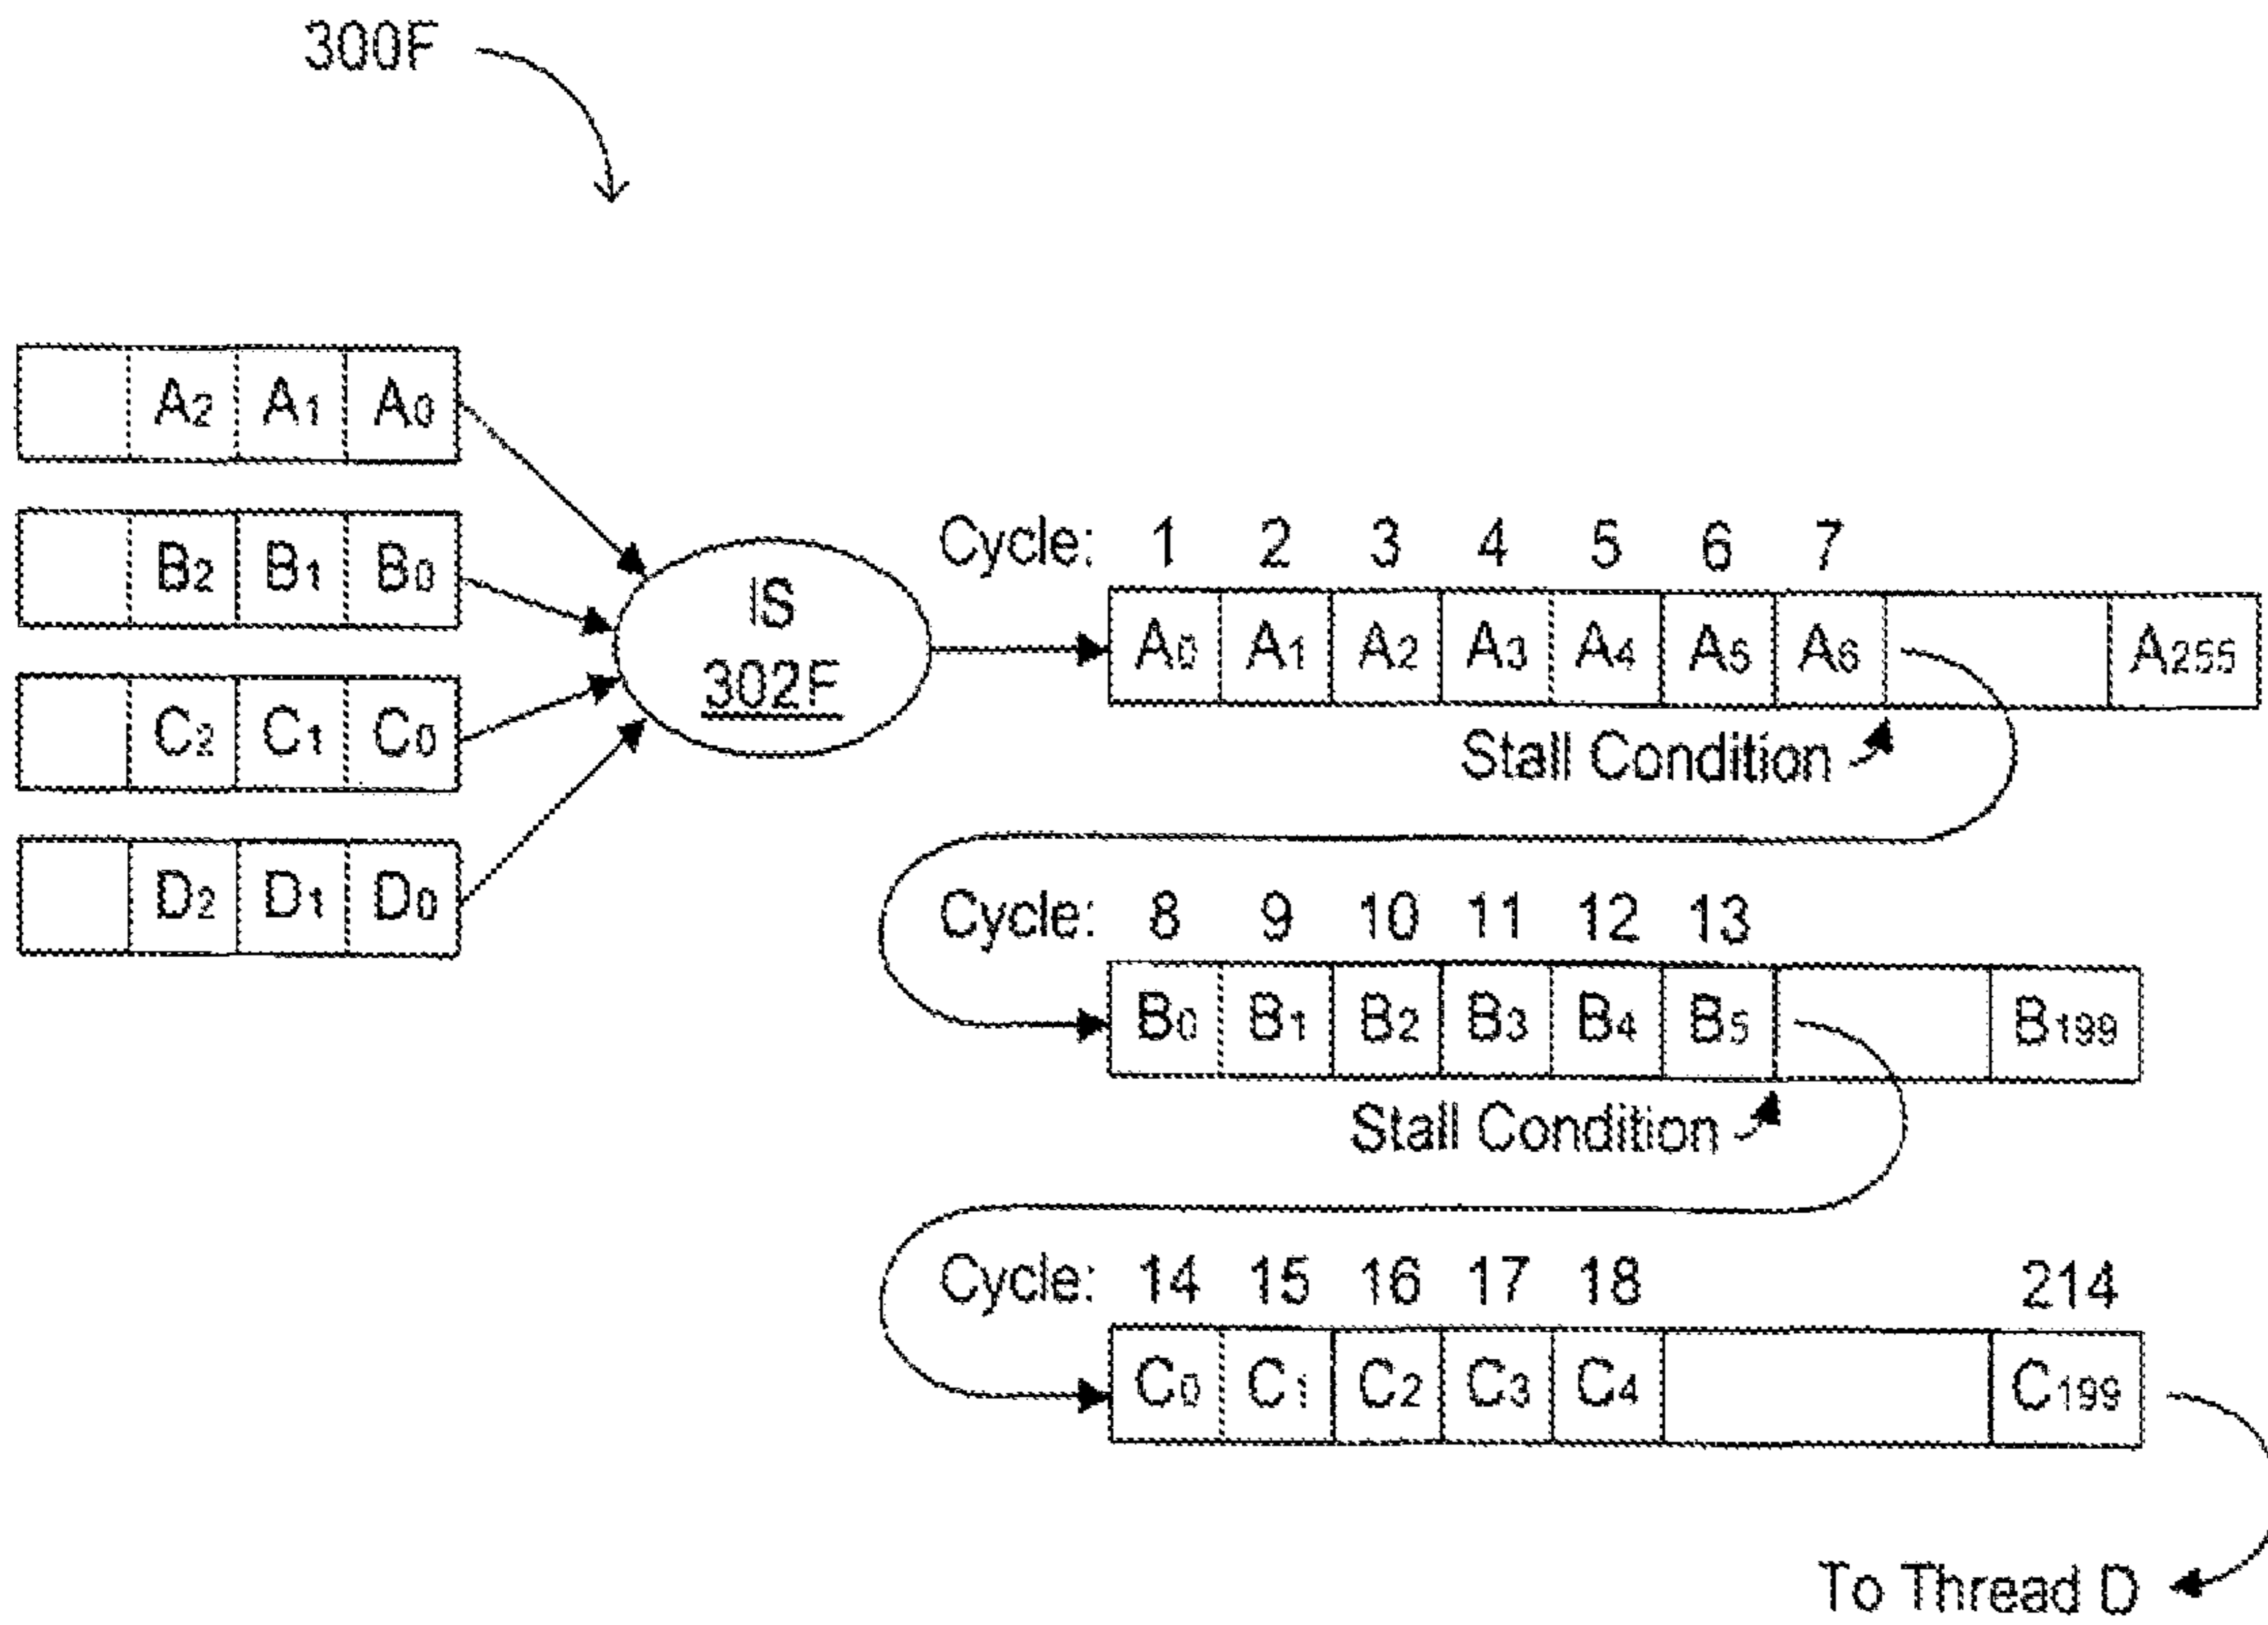 300F
A2 A1 A0
B2 B1 B0
C2 C1 C0
D2 D1 D0
IS
302F
Cycle: 1 2 3 4 5 6 7
A0 A1 A2 A3 A4 A5 A6 A255
Stall Condition
Cycle: 8 9 10 11 12 13
B0 B1 B2 B3 B4 B5 B199
Stall Condition
Cycle: 14 15 16 17 18 214
C0 C1 C2 C3 C4 C199
To Thread D